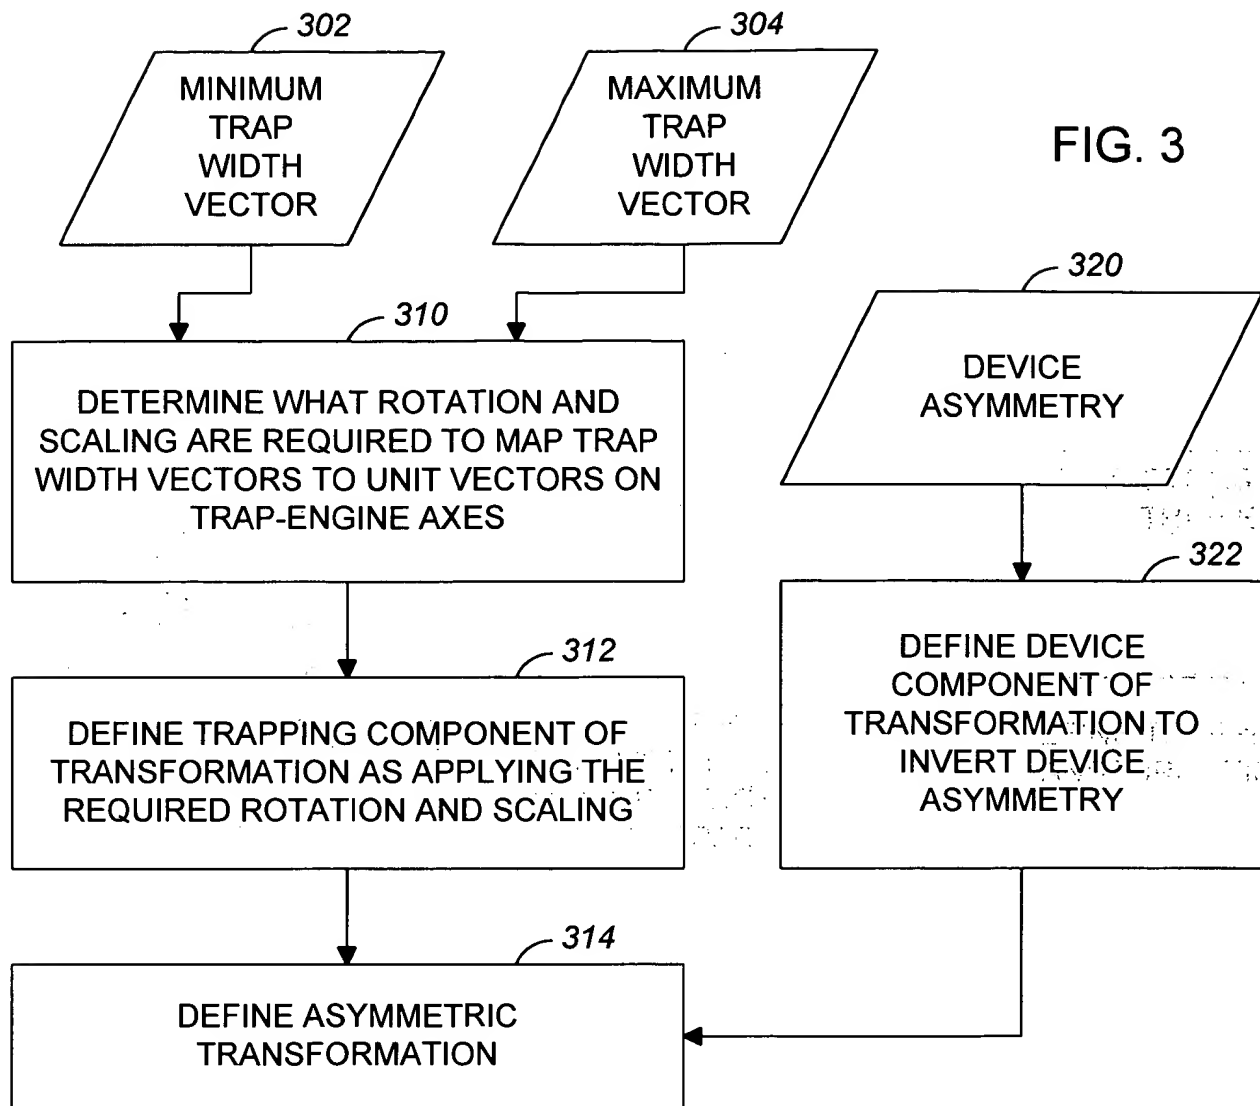 302
MINIMUM
TRAP
WIDTH
VECTOR
304
MAXIMUM
TRAP
WIDTH
VECTOR
FIG. 3
310
DETERMINE WHAT ROTATION AND
SCALING ARE REQUIRED TO MAP TRAP
WIDTH VECTORS TO UNIT VECTORS ON
TRAP-ENGINE AXES
320
DEVICE
ASYMMETRY
312
DEFINE TRAPPING COMPONENT OF
TRANSFORMATION AS APPLYING THE
REQUIRED ROTATION AND SCALING
322
DEFINE DEVICE
COMPONENT OF
TRANSFORMATION TO
INVERT DEVICE
ASYMMETRY
314
DEFINE ASYMMETRIC
TRANSFORMATION